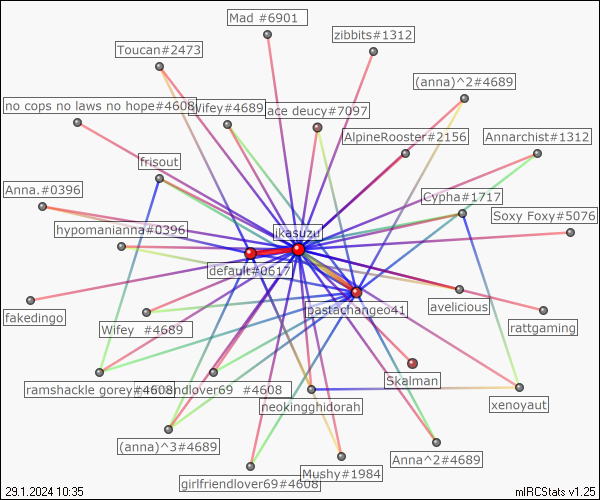 Mad #6901
zibbits#1312
Toucan#2473
(anna)^2#4689
no cops no laws no hope#4608
Wifey#4689
ace deucy#7097
AlpineRooster#2156
Annarchist#1312
frisout
Anna.#0396
Cypha#1717
Soxy Foxy#5076
hypomanianna#0396
ikasuzu
default#0617
fakedingo
pastachangeo41
avelicious
rattgaming
Wifey #4689
Skalman
ramshackle gorey#4608
#4608
neokingghidorah
xenoyaut
(anna)^3#4689
Anna^2#4689
girlfriendlover69#4608
Mushy#1984
29.1.2024 10:35
mIRCStats v1.25